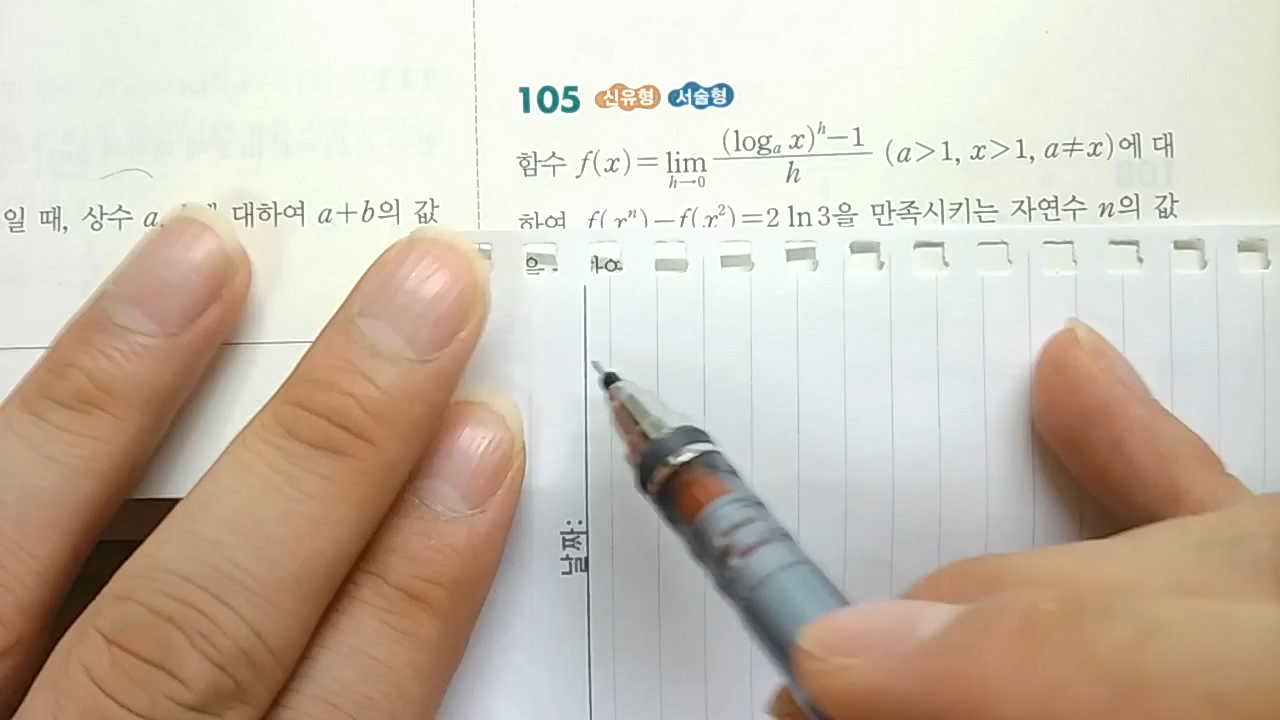 105 신유형 서술형
함수 f(x)=lim_{h→0} \frac{(log_a x)^h-1}{h} (a>1, x>1, a≠x)에 대
하여 f(x^n)-f(x^2)=2 ln 3을 만족시키는 자연수 n의 값
을
일 때, 상수 a, 대하여 a+b의 값
날짜: